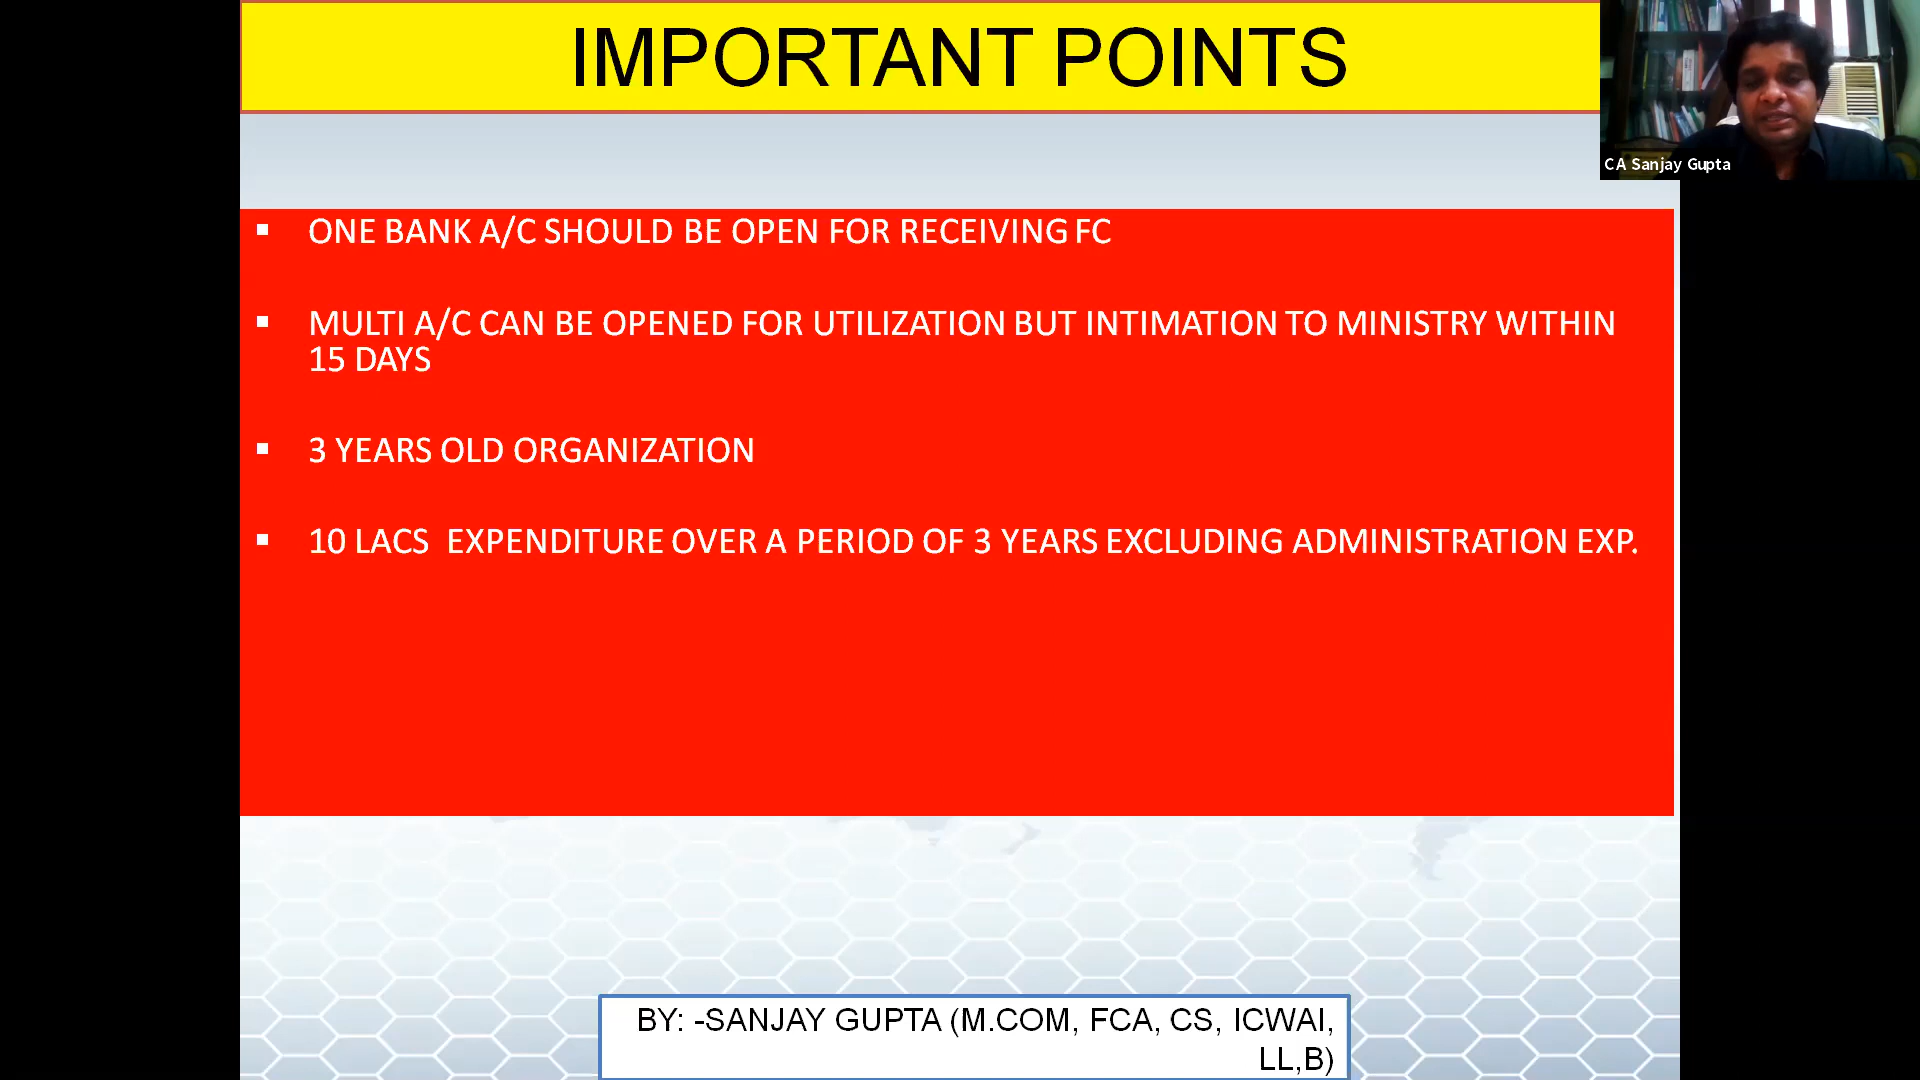 IMPORTANT POINTS
CA Sanjay Gupta
▪ ONE BANK A/C SHOULD BE OPEN FOR RECEIVING FC
▪ MULTI A/C CAN BE OPENED FOR UTILIZATION BUT INTIMATION TO MINISTRY WITHIN
15 DAYS
▪ 3 YEARS OLD ORGANIZATION
▪ 10 LACS EXPENDITURE OVER A PERIOD OF 3 YEARS EXCLUDING ADMINISTRATION EXP.
BY: -SANJAY GUPTA (M.COM, FCA, CS, ICWAI,
LL,B)